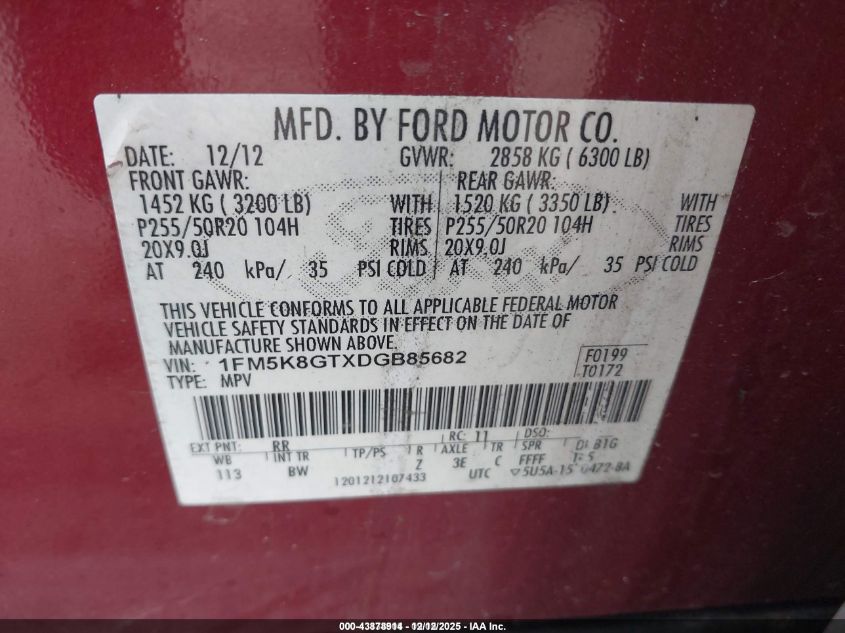 MFD. BY FORD MOTOR CO.
DATE: 12/12 GVWR: 2858 KG ( 6300 LB)
FRONT GAWR: REAR GAWR:
1452 KG ( 3200 LB) WITH 1520 KG ( 3350 LB) WITH
P255/50R20 104H TIRES P255/50R20 104H TIRES
20X9.0J RIMS 20X9.0J RIMS
AT 240 kPa/ 35 PSI COLD AT 240 kPa/ 35 PSI COLD
THIS VEHICLE CONFORMS TO ALL APPLICABLE FEDERAL MOTOR
VEHICLE SAFETY STANDARDS IN EFFECT ON THE DATE OF
MANUFACTURE SHOWN ABOVE.
VIN: 1FM5K8GTXDGB85682 F0199
TYPE: MPV T0172
EXT PNT: RR RC: 11 DSO:
WB INT TR TP/PS R AXLE TR SPR
113 BW Z 3E C FFFF
1201212107433 UTC
B1G
12/12/2025 - IAA, Inc.